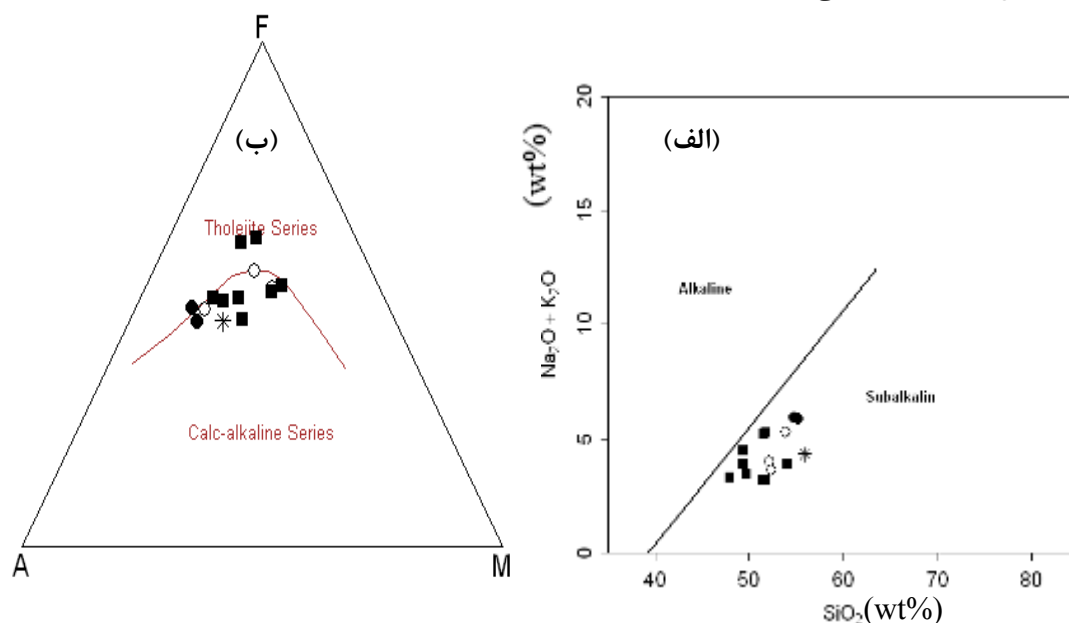 F
(ب)
Tholeiite Series
Calc-alkaline Series
A
M
20
(الف)
(wt%)
15
Na₂O + K₂O
Alkaline
10
Subalkalin
5
0
40
50
60
70
80
SiO₂(wt%)